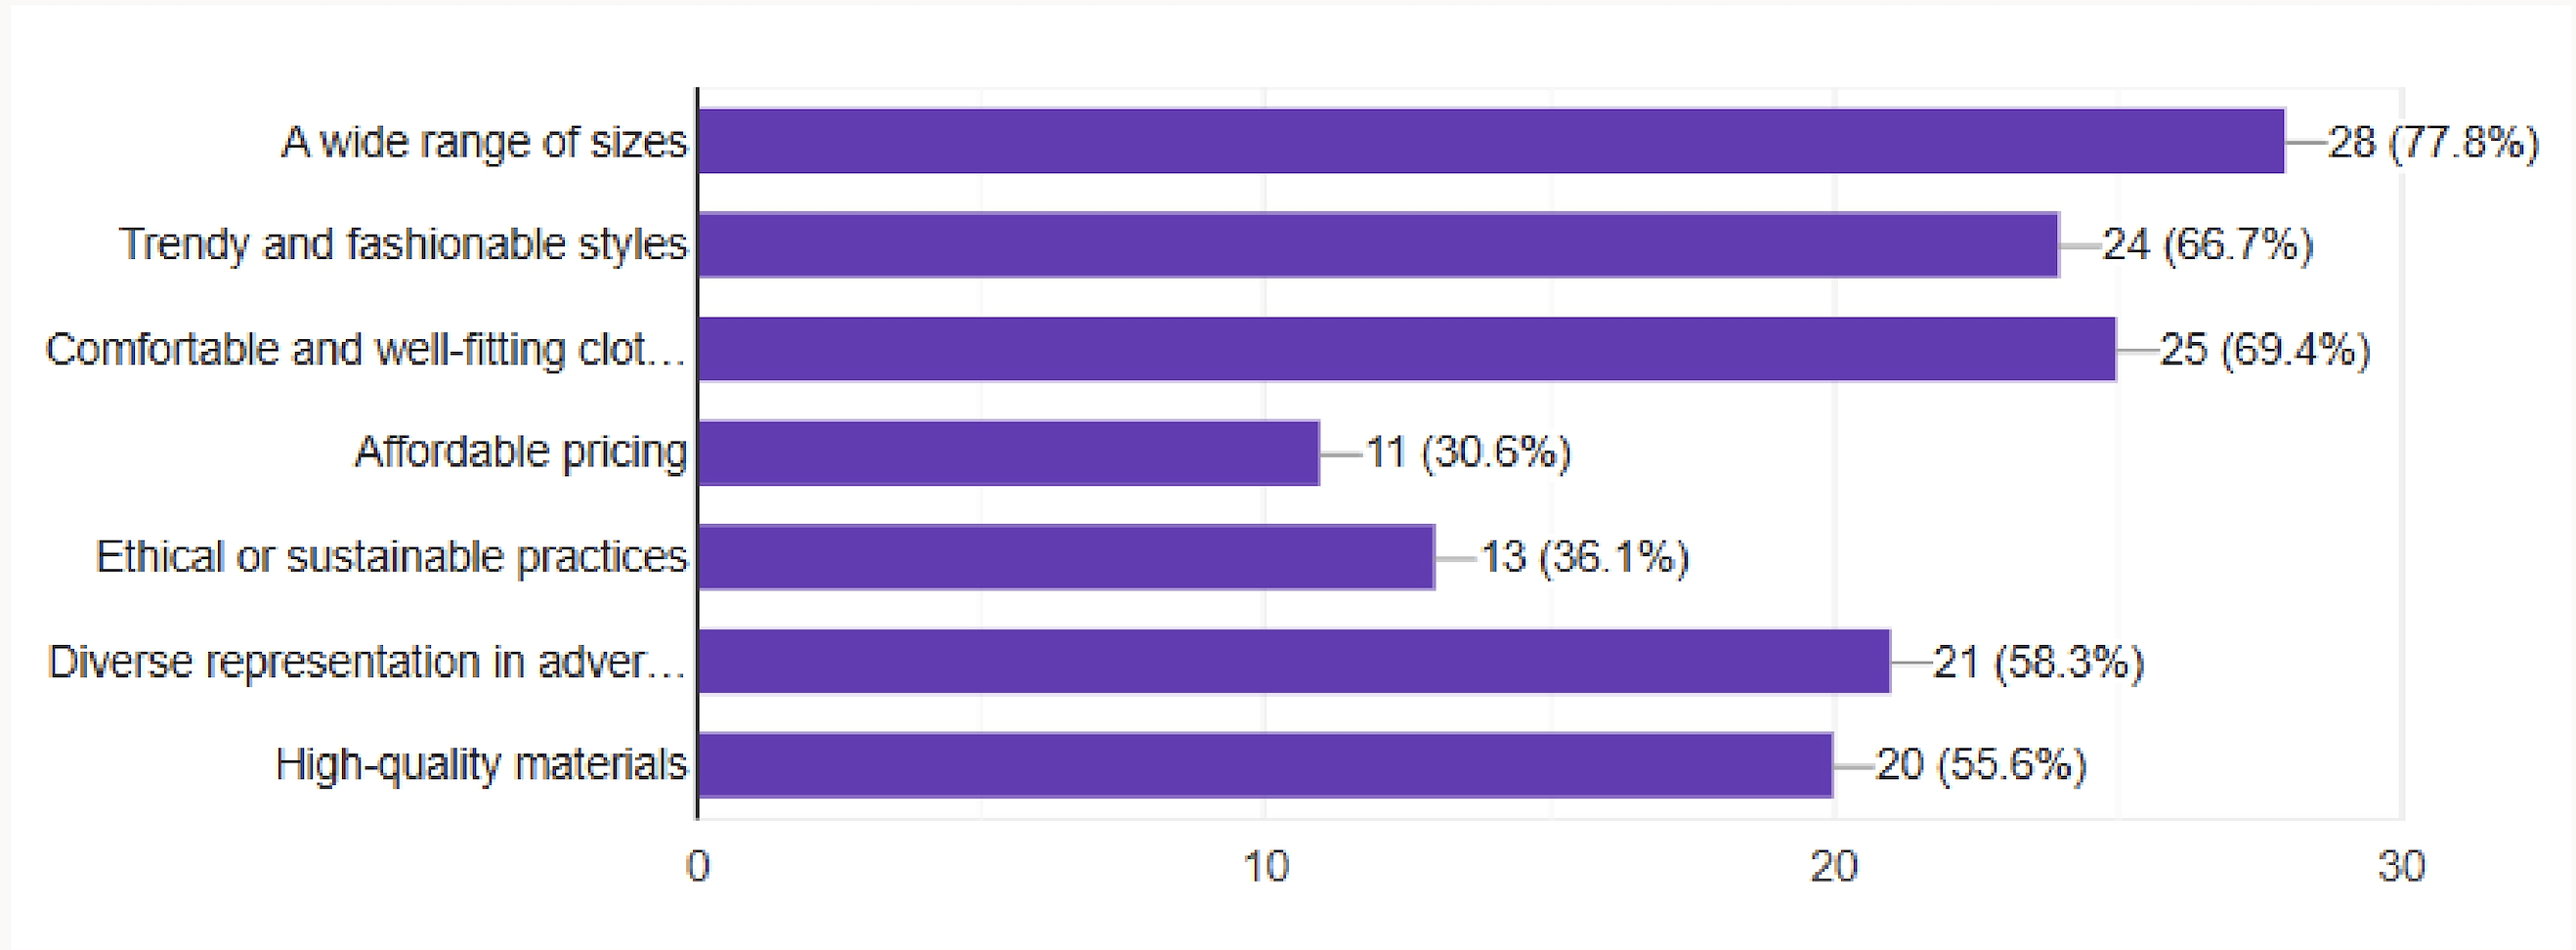 A wide range of sizes 28 (77.8%)
Trendy and fashionable styles 24 (66.7%)
Comfortable and well-fitting clot... 25 (69.4%)
Affordable pricing 11 (30.6%)
Ethical or sustainable practices 13 (36.1%)
Diverse representation in adver... 21 (58.3%)
High-quality materials 20 (55.6%)
0 10 20 30